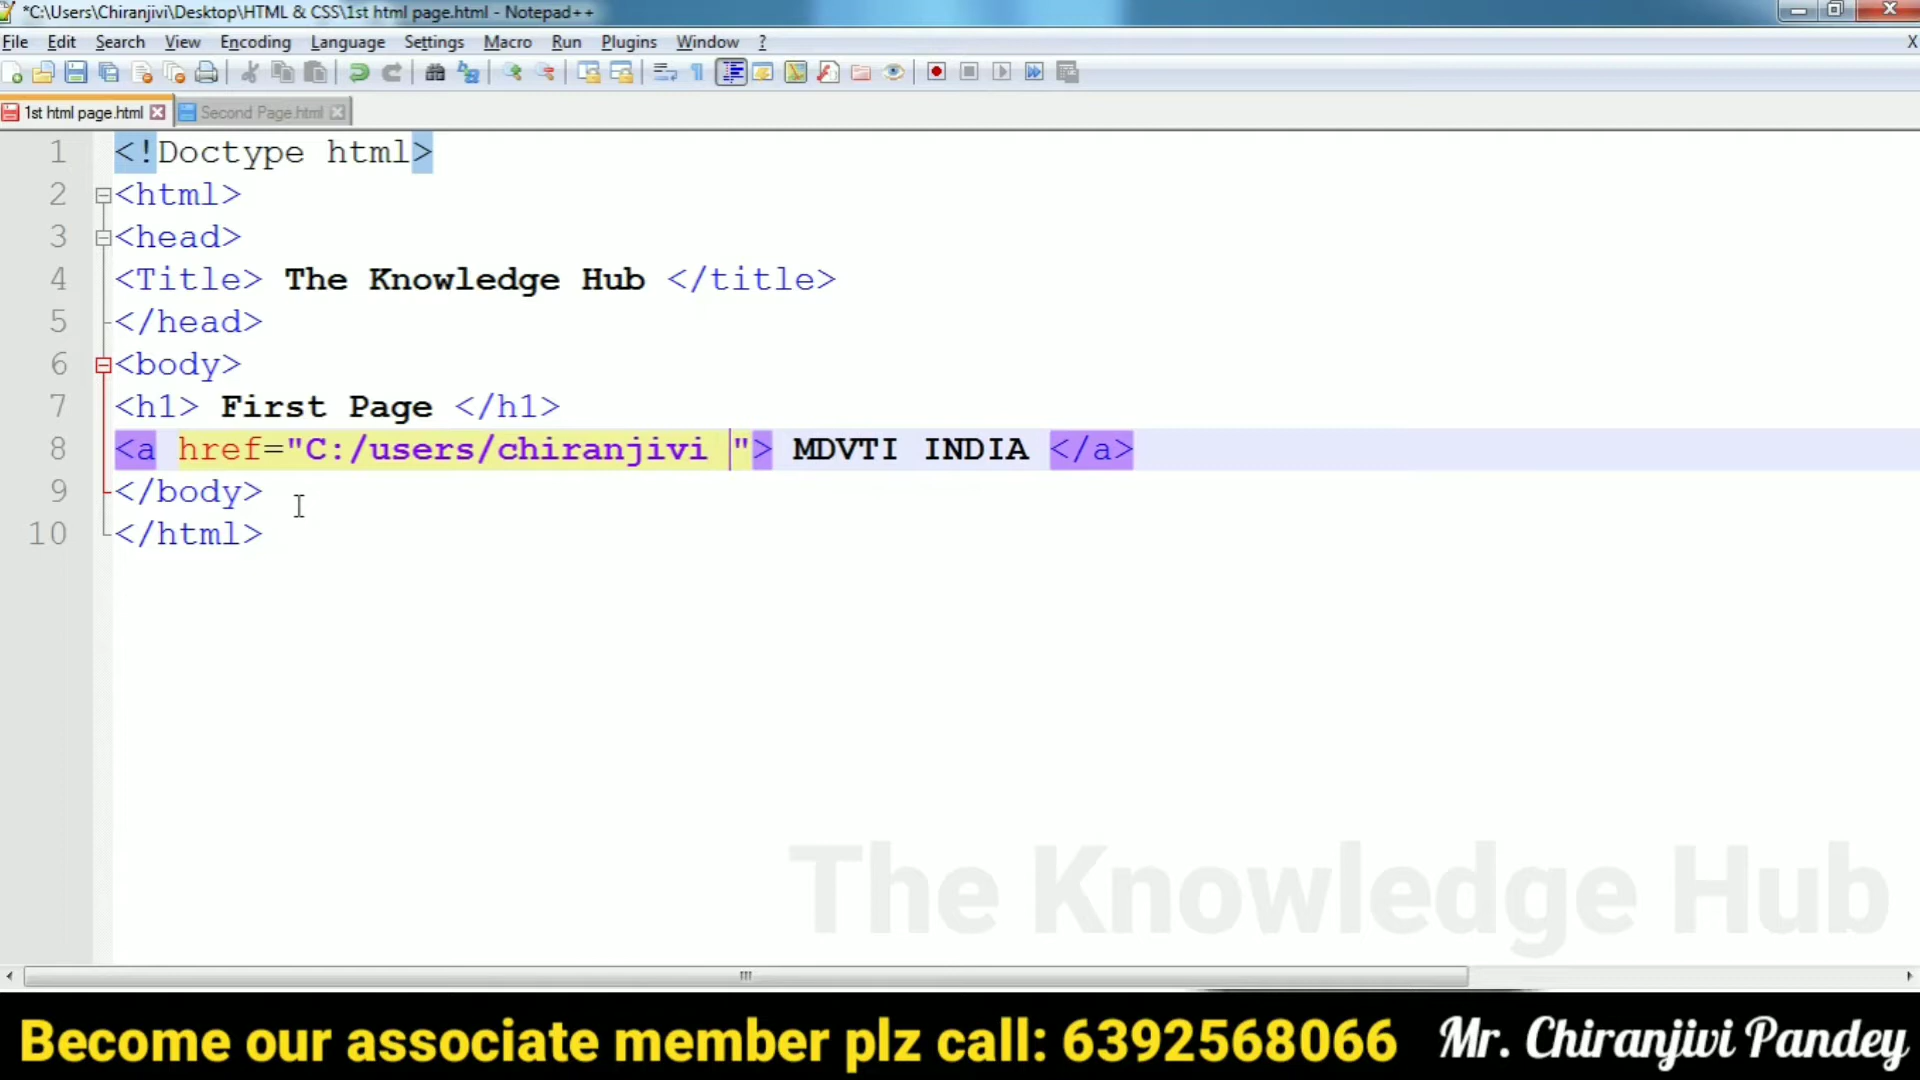 *C:\Users\Chiranjivi\Desktop\HTML & CSS\1st html page.html - Notepad++
File Edit Search View Encoding Language Settings Macro Run Plugins Window ? X
1st html page.html Second Page.html
1 <!Doctype html>
2 <html>
3 <head>
4 <Title> The Knowledge Hub </title>
5 </head>
6 <body>
7 <h1> First Page </h1>
8 <a href="C:/users/chiranjivi "> MDVTI INDIA </a>
9 </body>
10 </html>
The Knowledge Hub
Become our associate member plz call: 6392568066 Mr. Chiranjivi Pandey